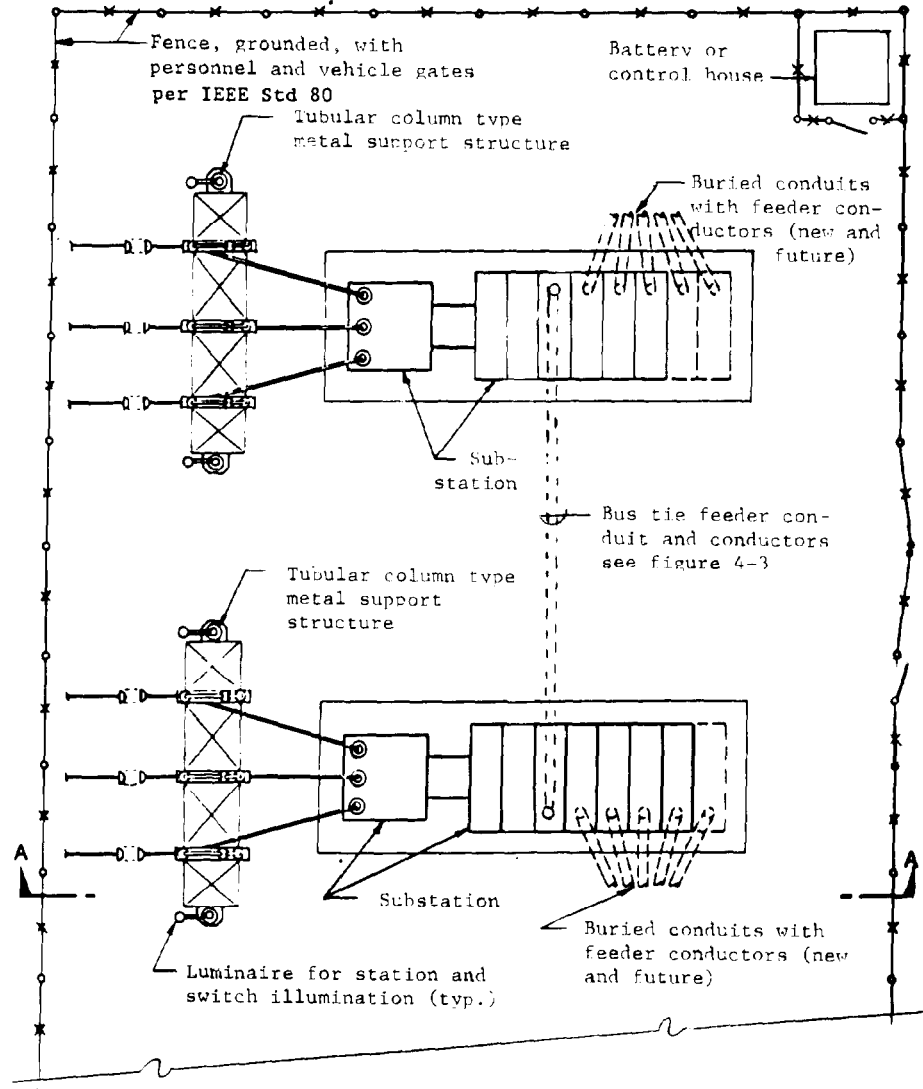 Fence, grounded, with
personnel and vehicle gates
per IEEE Std 80
Battery or
control house
Tubular column type
metal support structure
Buried conduits
with feeder con-
ductors (new and
future)
Sub-
station
Bus tie feeder con-
duit and conductors
see figure 4-3
Tubular column type
metal support
structure
A
A
Substation
Buried conduits with
feeder conductors (new
and future)
Luminaire for station and
switch illumination (typ.)